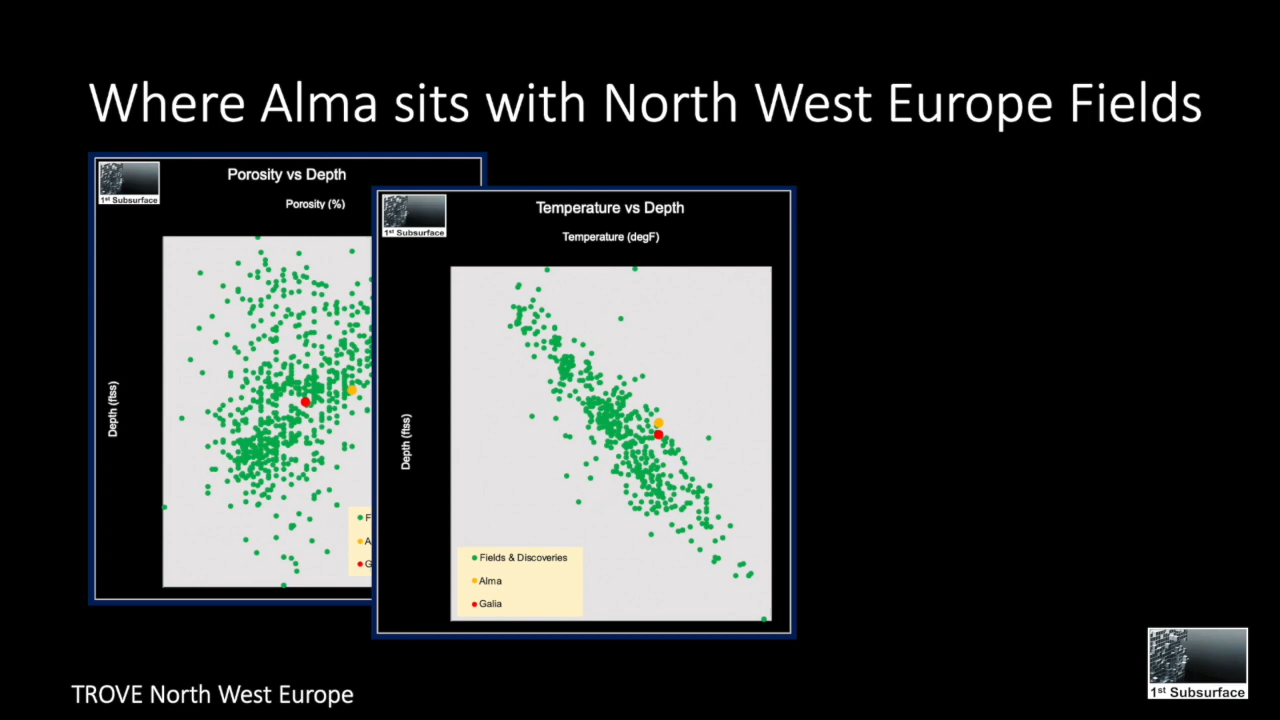 Where Alma sits with North West Europe Fields
1st Subsurface
Porosity vs Depth
Porosity (%)
Depth (ftss)
F
A
G
1st Subsurface
Temperature vs Depth
Temperature (degF)
Depth (ftss)
Fields & Discoveries
Alma
Galia
TROVE North West Europe
1st Subsurface